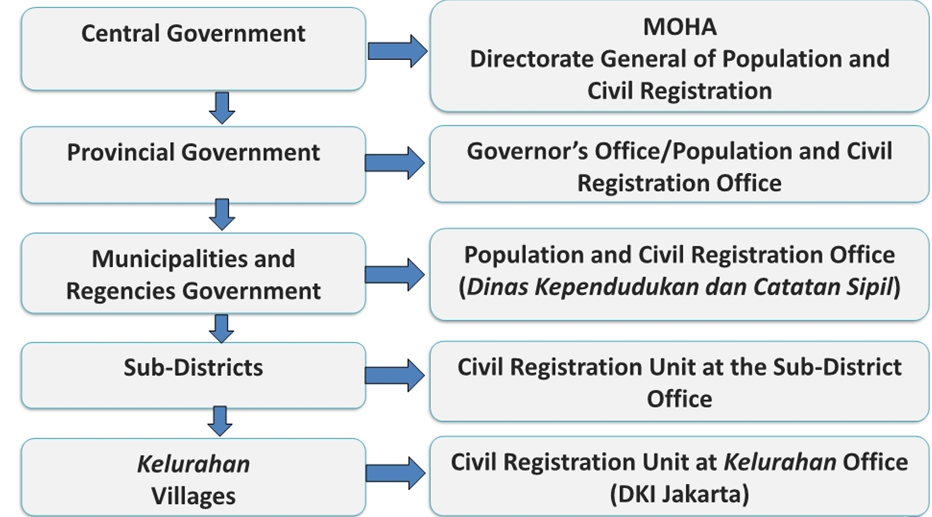 Central Government
MOHA
Directorate General of Population and
Civil Registration
Provincial Government
Governor's Office/Population and Civil
Registration Office
Municipalities and
Regencies Government
Population and Civil Registration Office
(Dinas Kependudukan dan Catatan Sipil)
Sub-Districts
Civil Registration Unit at the Sub-District
Office
Kelurahan
Villages
Civil Registration Unit at Kelurahan Office
(DKI Jakarta)